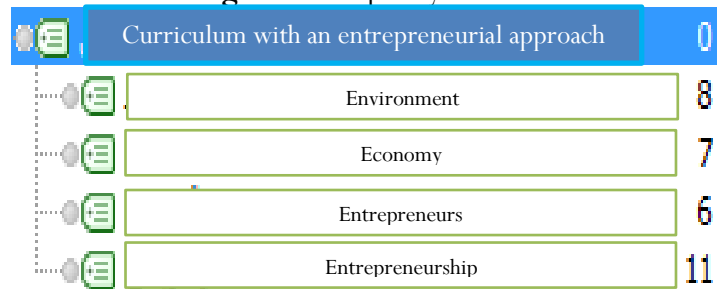 Curriculum with an entrepreneurial approach 0
Environment 8
Economy 7
Entrepreneurs 6
Entrepreneurship 11